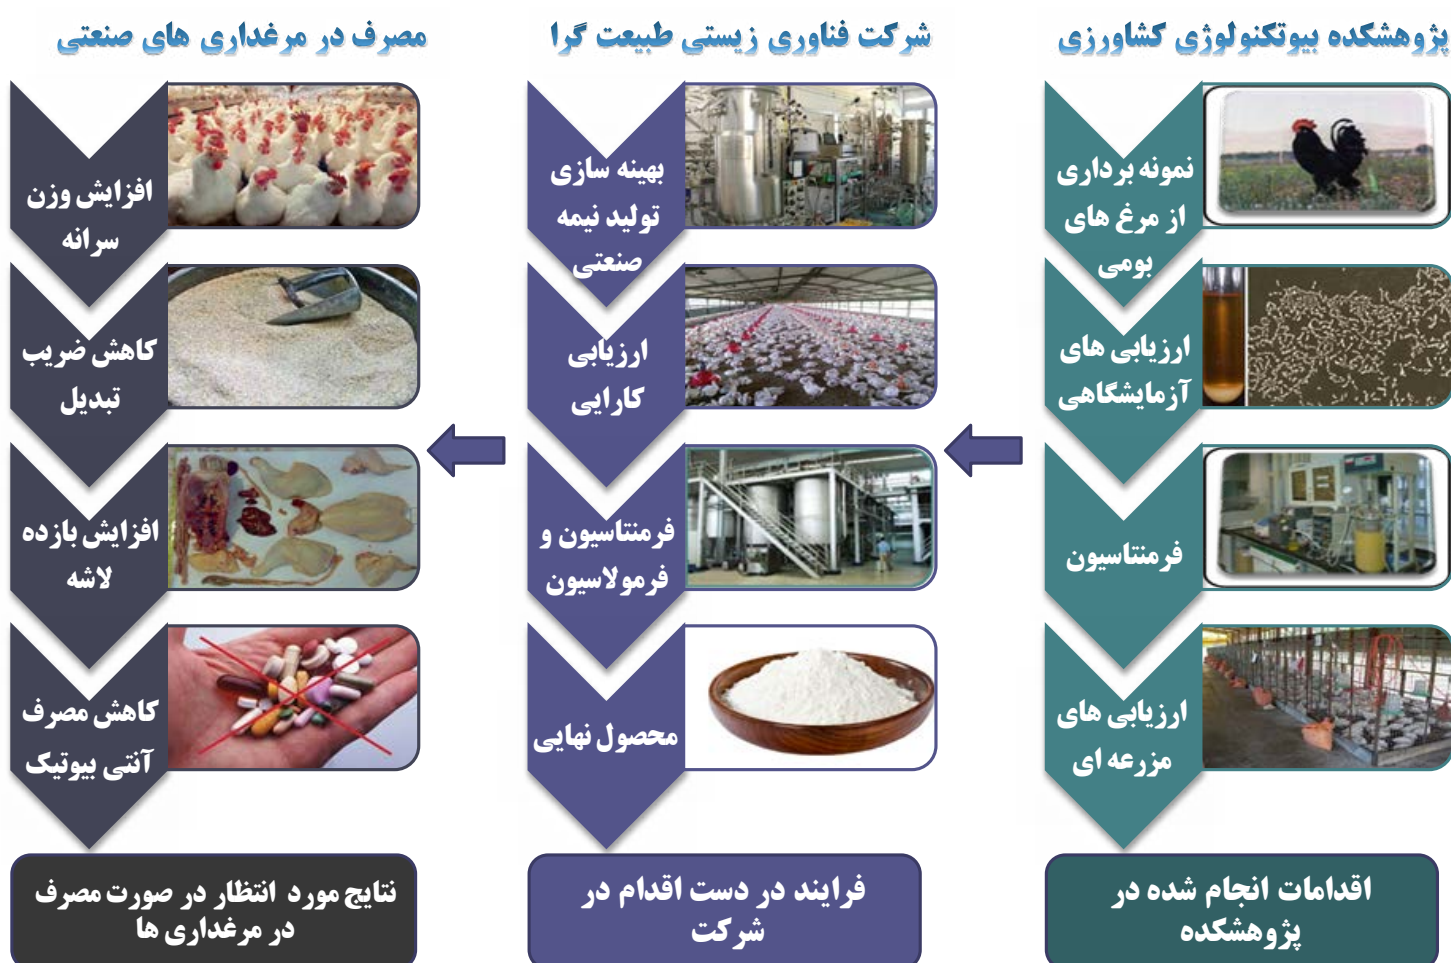 پژوهشکده بیوتکنولوژی کشاورزی
نمونه برداری
از مرغ های
بومی
ارزیابی های
آزمایشگاهی
فرمنتاسیون
ارزیابی های
مزرعه ای
اقدامات انجام شده در
پژوهشکده
شرکت فناوری زیستی طبیعت گرا
بهینه سازی
تولید نیمه
صنعتی
ارزیابی
کارایی
فرمنتاسیون و
فرمولاسیون
محصول نهایی
فرایند در دست اقدام در
شرکت
مصرف در مرغداری های صنعتی
افزایش وزن
سرانه
کاهش ضریب
تبدیل
افزایش بازده
لاشه
کاهش مصرف
آنتی بیوتیک
نتایج مورد انتظار در صورت مصرف
در مرغداری ها